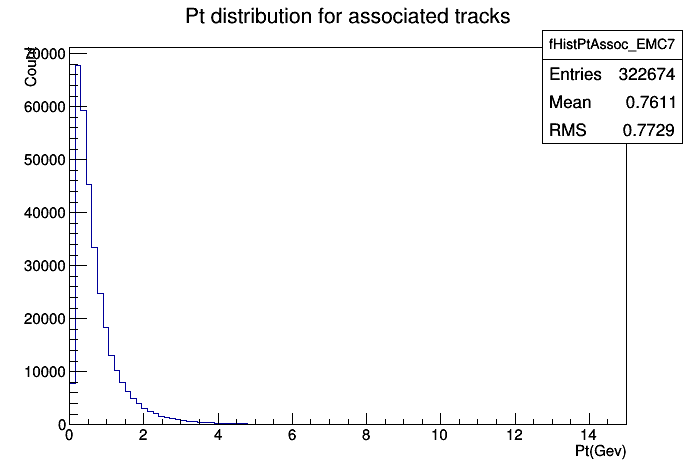 Pt distribution for associated tracks
fHistPtAssoc_EMC7
Entries 322674
Mean 0.7611
RMS 0.7729
Count
70000
60000
50000
40000
30000
20000
10000
0
0 2 4 6 8 10 12 14
Pt(Gev)